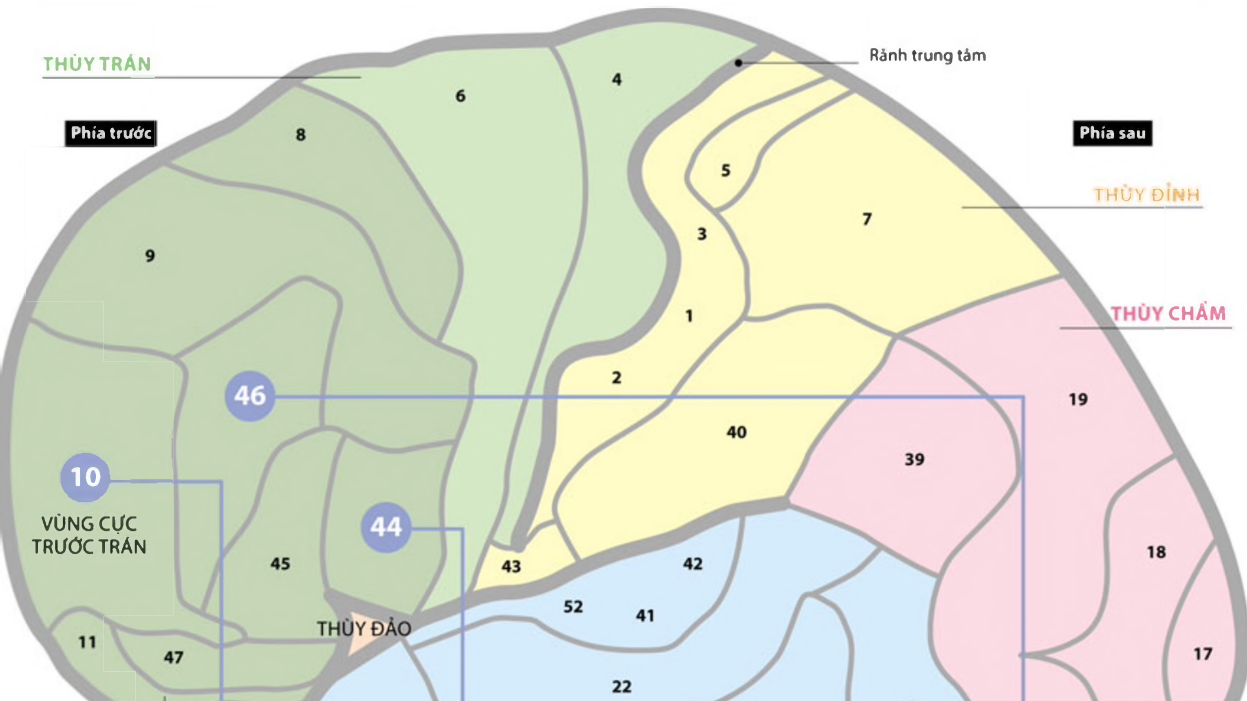 THÙY TRÁN
Rảnh trung tâm
6
4
Phía trước
8
Phía sau
5
THÙY ĐỈNH
7
3
9
1
THÙY CHẨM
2
46
19
40
39
10
VÙNG CỰC
TRƯỚC TRÁN
44
18
45
43
42
52
41
THÙY ĐẢO
11
47
17
22